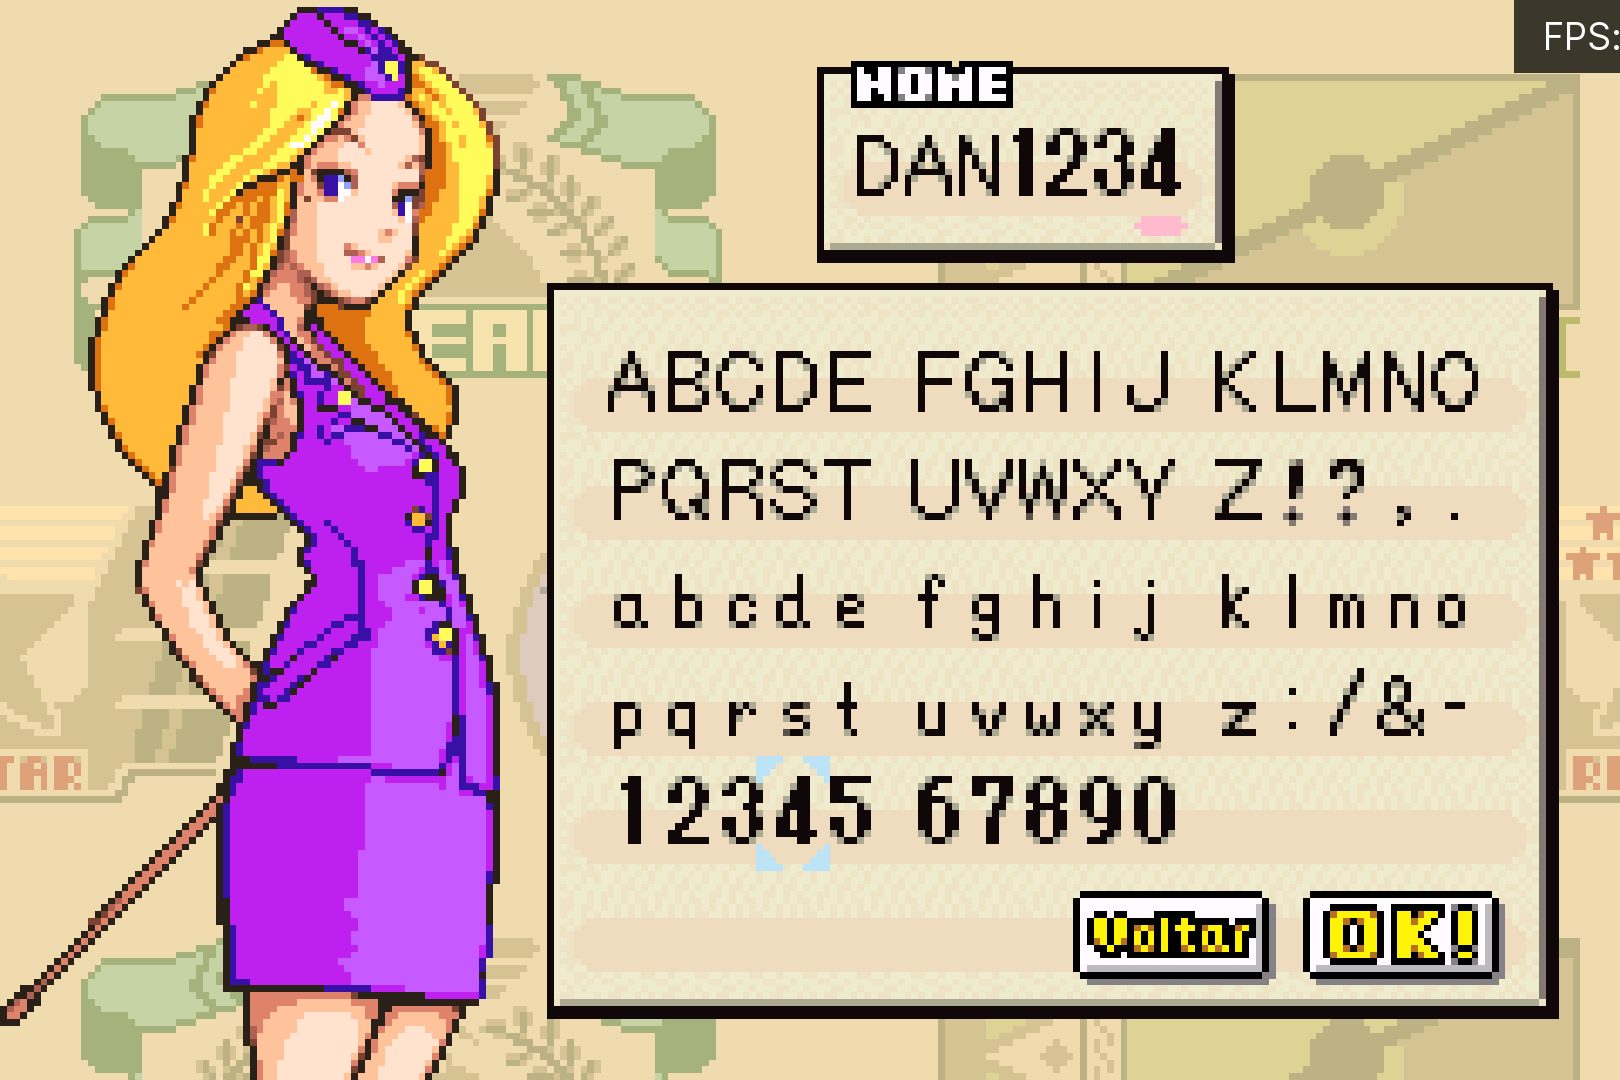 FPS:
NOME
DAN1234
ABCDE FGHIJ KLMNO
PQRST UVWXY Z!?,.
abcde fghij klmno
pqrst uvwxy z:/&-
12345 67890
Voltar OK!